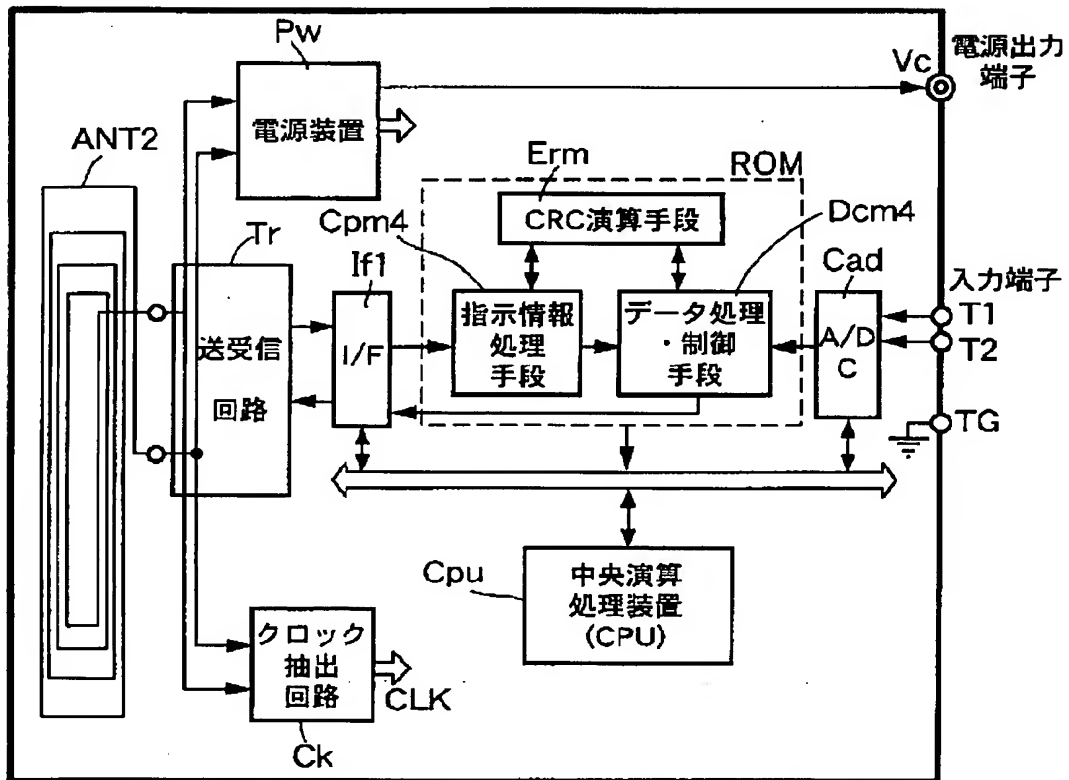 Pw
電源装置
Vc
電源出力
端子
ANT2
Erm
ROM
CRC演算手段
Cpm4
Dcm4
Tr
If1
Cad
入力端子
送受信
回路
I/F
指示情報
処理
手段
データ処理
・制御
手段
A/D
C
T1
T2
TG
Cpu
中央演算
処理装置
(CPU)
クロック
抽出
回路
CLK
Ck